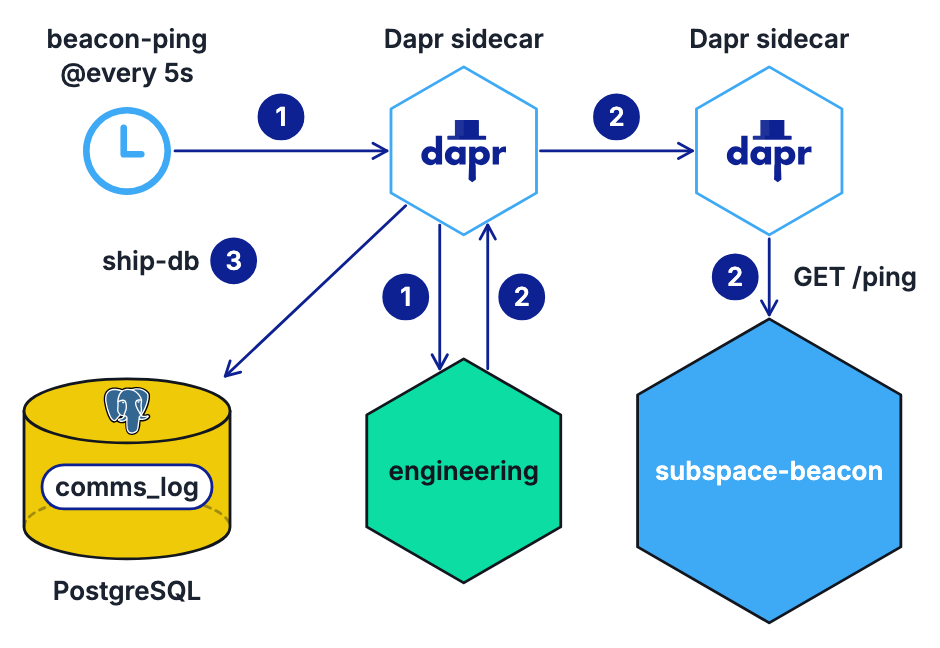 beacon-ping
@every 5s
Dapr sidecar
Dapr sidecar
1
2
dapr
dapr
ship-db
3
1
2
2
GET /ping
comms_log
engineering
subspace-beacon
PostgreSQL